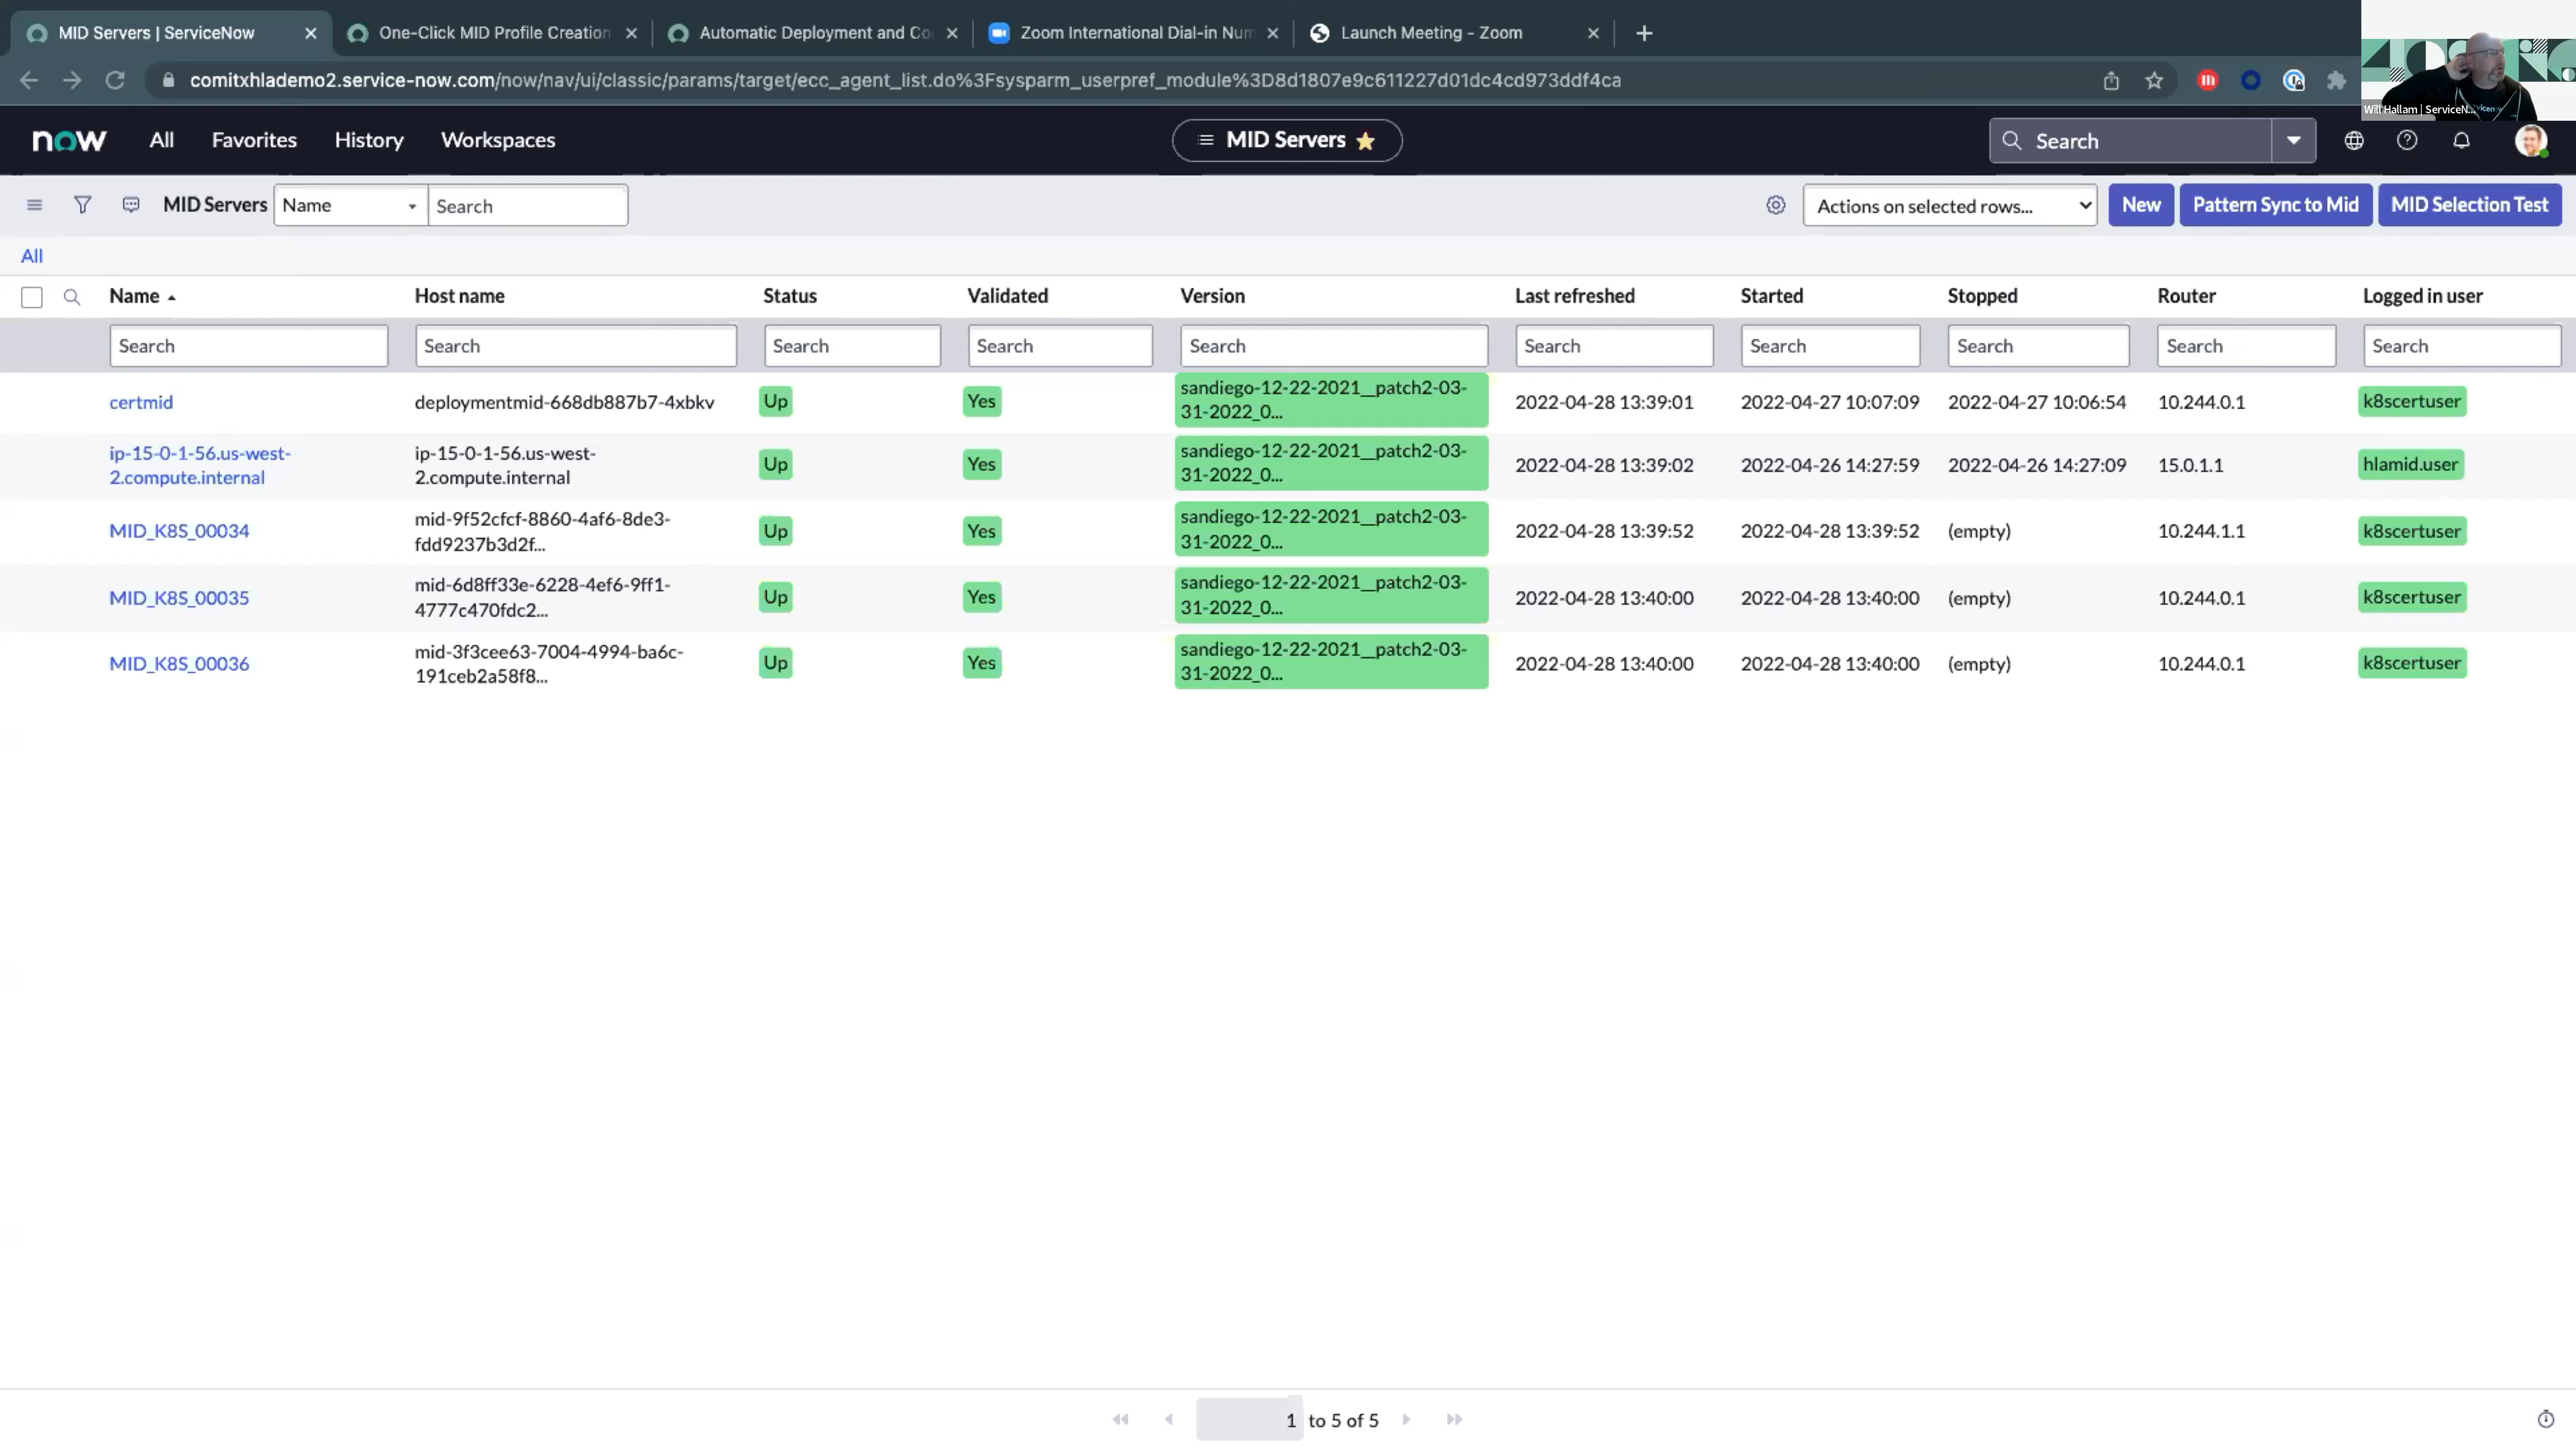 MID Servers | ServiceNow
One-Click MID Profile Creation
Automatic Deployment and Co
Zoom International Dial-in Num
Launch Meeting - Zoom
comitxhlademo2.service-now.com/now/nav/ui/classic/params/target/ecc_agent_list.do%3Fsysparm_userpref_module%3D8d1807e9c611227d01dc4cd973ddf4ca
Will Hallam | ServiceN...
now All Favorites History Workspaces
MID Servers
Search
MID Servers Name Search
Actions on selected rows... New Pattern Sync to Mid MID Selection Test
All
Name Host name Status Validated Version Last refreshed Started Stopped Router Logged in user
Search Search Search Search Search Search Search Search Search Search
certmid deploymentmid-668db887b7-4xbkv Up Yes sandiego-12-22-2021__patch2-03-
31-2022_0... 2022-04-28 13:39:01 2022-04-27 10:07:09 2022-04-27 10:06:54 10.244.0.1 k8scertuser
ip-15-0-1-56.us-west- ip-15-0-1-56.us-west- Up Yes sandiego-12-22-2021__patch2-03-
2.compute.internal 2.compute.internal 31-2022_0... 2022-04-28 13:39:02 2022-04-26 14:27:59 2022-04-26 14:27:09 15.0.1.1 hlamid.user
MID_K8S_00034 mid-9f52cfcf-8860-4af6-8de3- Up Yes sandiego-12-22-2021__patch2-03-
fdd9237b3d2f... 31-2022_0... 2022-04-28 13:39:52 2022-04-28 13:39:52 (empty) 10.244.1.1 k8scertuser
MID_K8S_00035 mid-6d8ff33e-6228-4ef6-9ff1- Up Yes sandiego-12-22-2021__patch2-03-
4777c470fdc2... 31-2022_0... 2022-04-28 13:40:00 2022-04-28 13:40:00 (empty) 10.244.0.1 k8scertuser
MID_K8S_00036 mid-3f3cee63-7004-4994-ba6c- Up Yes sandiego-12-22-2021__patch2-03-
191ceb2a58f8... 31-2022_0... 2022-04-28 13:40:00 2022-04-28 13:40:00 (empty) 10.244.0.1 k8scertuser
1 to 5 of 5